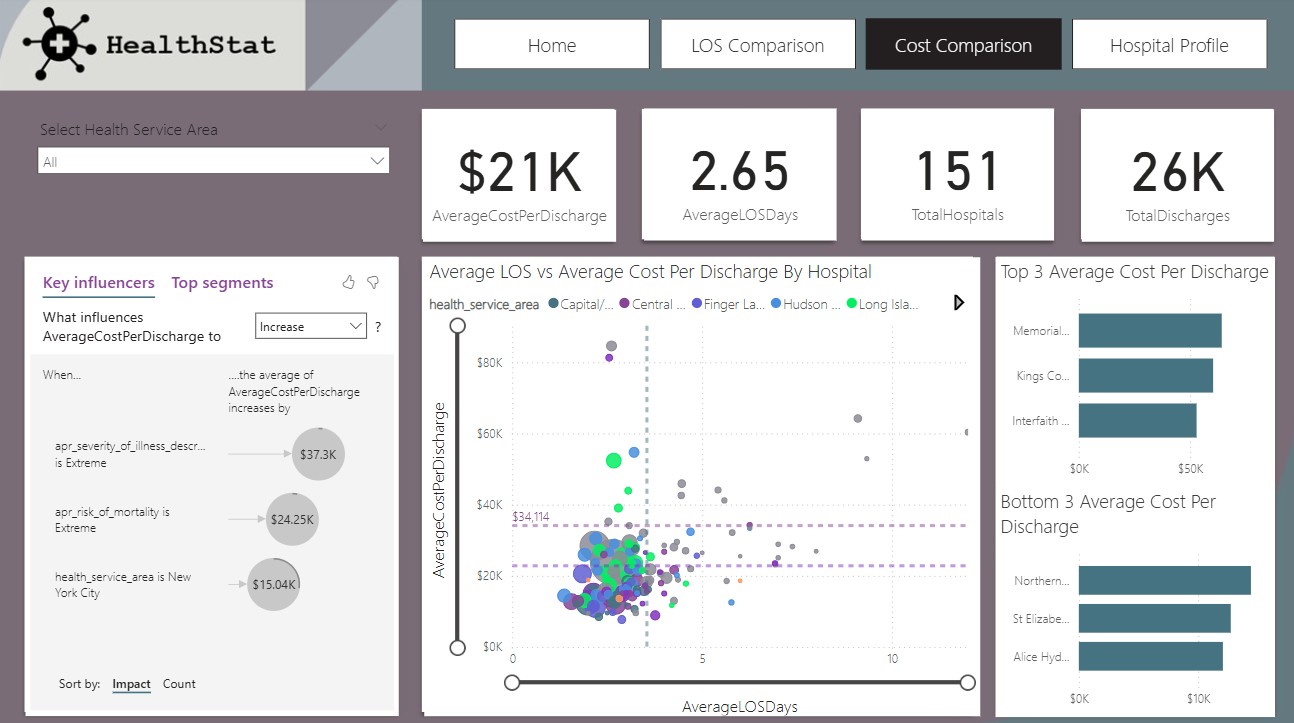 HealthStat
Home
LOS Comparison
Cost Comparison
Hospital Profile
Select Health Service Area
All
$21K
AverageCostPerDischarge
2.65
AverageLOSDays
151
TotalHospitals
26K
TotalDischarges
Key influencers
Top segments
What influences
AverageCostPerDischarge to
Increase
?
When...
....the average of
AverageCostPerDischarge
increases by
apr_severity_of_illness_descr...
is Extreme
$37.3K
apr_risk_of_mortality is
Extreme
$24.25K
health_service_area is New
York City
$15.04K
Sort by:
Impact
Count
Average LOS vs Average Cost Per Discharge By Hospital
health_service_area
Capital/...
Central ...
Finger La...
Hudson ...
Long Isla...
AverageCostPerDischarge
$80K
$60K
$40K
$34,114
$20K
$0K
0
5
10
AverageLOSDays
Top 3 Average Cost Per Discharge
Memorial...
Kings Co...
Interfaith ...
$0K
$50K
Bottom 3 Average Cost Per
Discharge
Northern...
St Elizabe...
Alice Hyd...
$0K
$10K